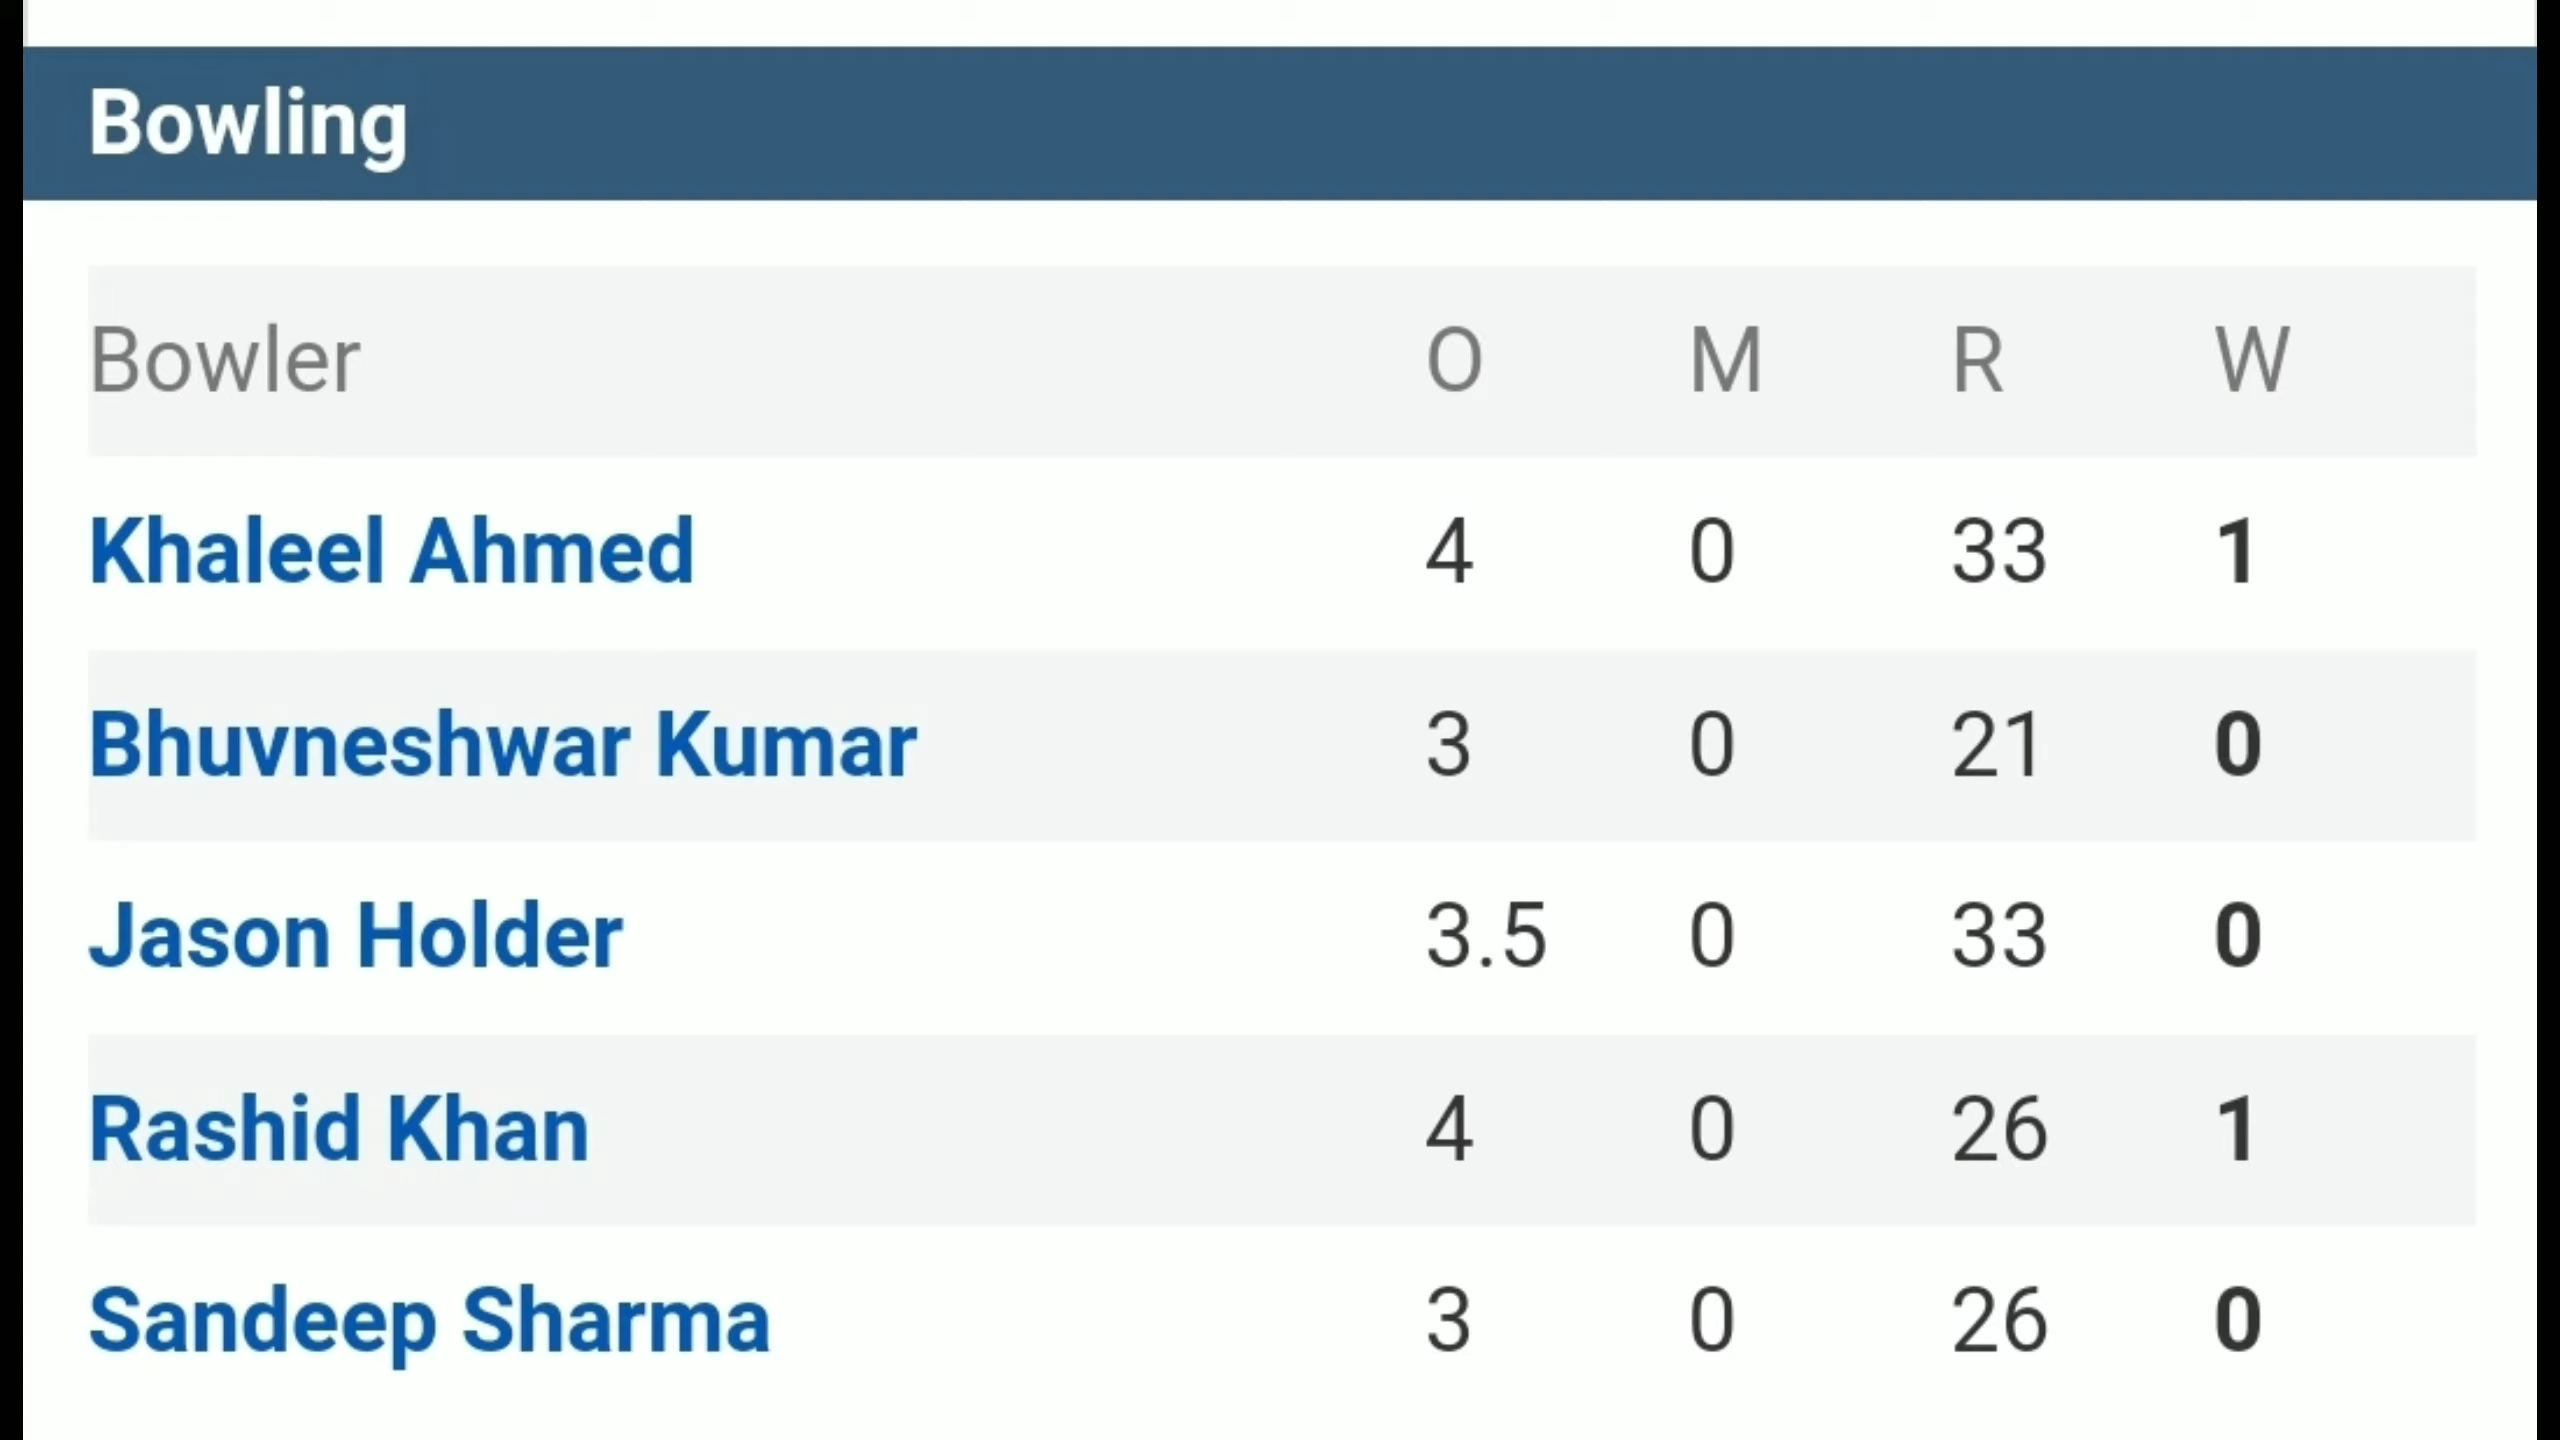 Bowling
Bowler O M R W
Khaleel Ahmed 4 0 33 1
Bhuvneshwar Kumar 3 0 21 0
Jason Holder 3.5 0 33 0
Rashid Khan 4 0 26 1
Sandeep Sharma 3 0 26 0